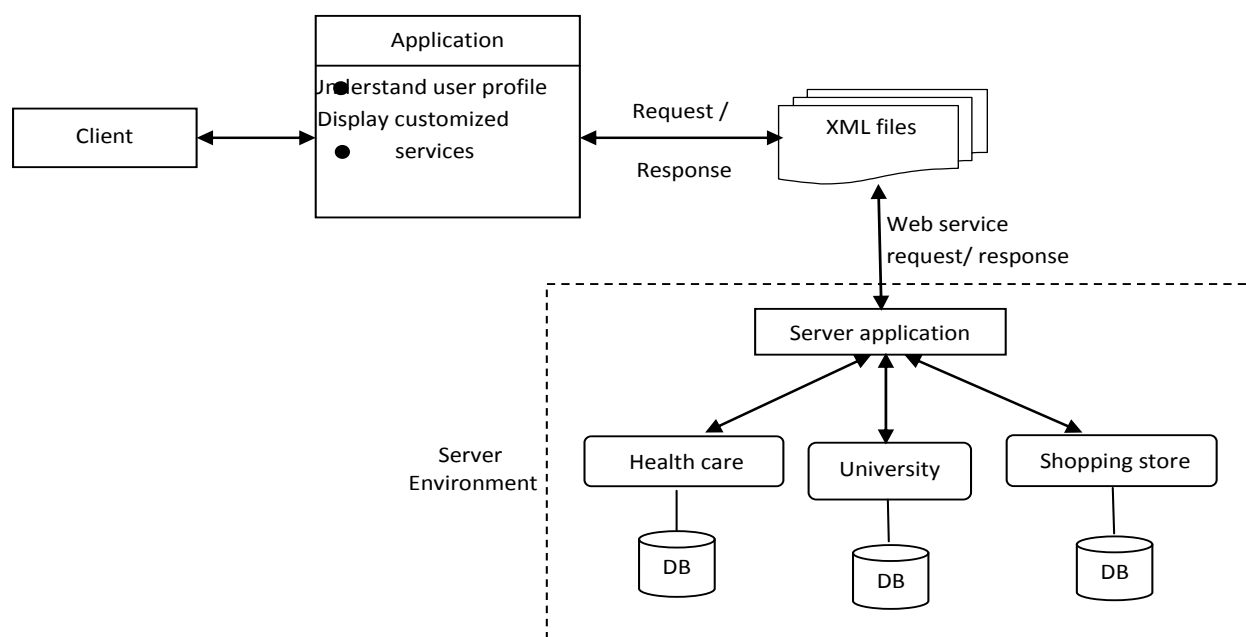 Application
Understand user profile
Display customized
services
Client
Request /
Response
XML files
Web service
request/ response
Server application
Server
Environment
Health care
University
Shopping store
DB
DB
DB